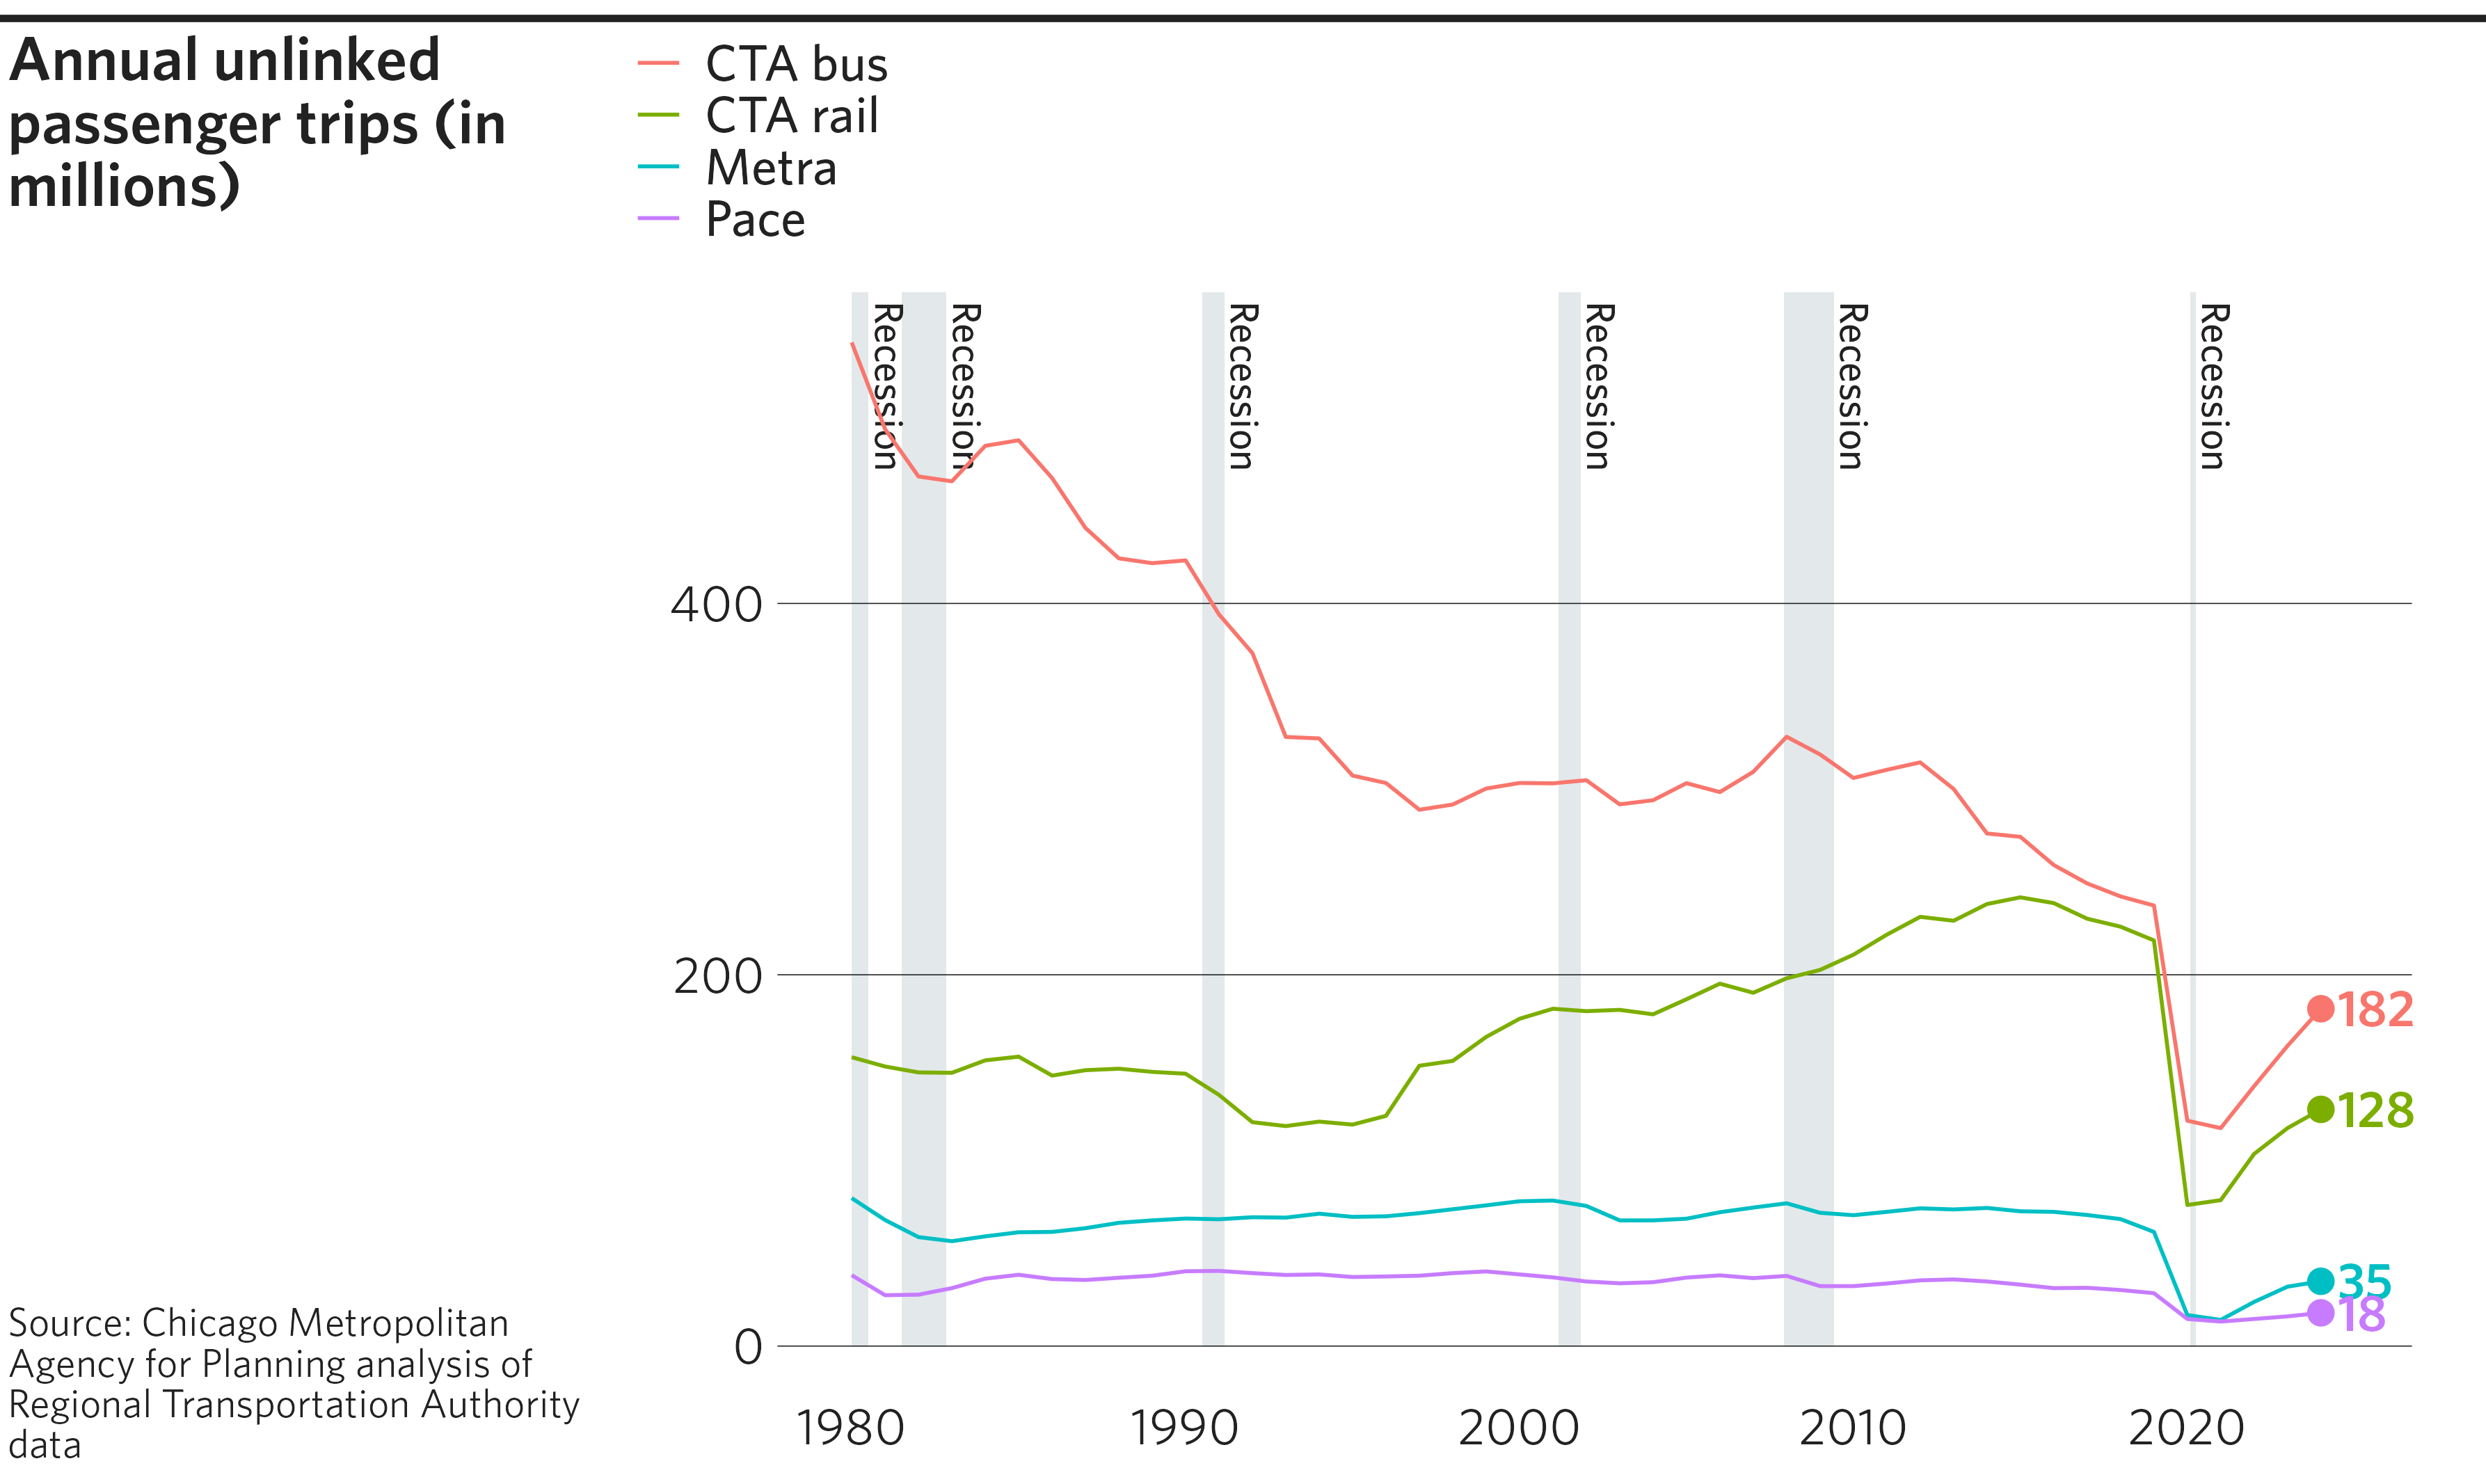 Annual unlinked
passenger trips (in
millions)
CTA bus
CTA rail
Metra
Pace
Recession
Recession
Recession
Recession
Recession
Recession
400
200
0
182
128
35
18
1980
1990
2000
2010
2020
Source: Chicago Metropolitan
Agency for Planning analysis of
Regional Transportation Authority
data